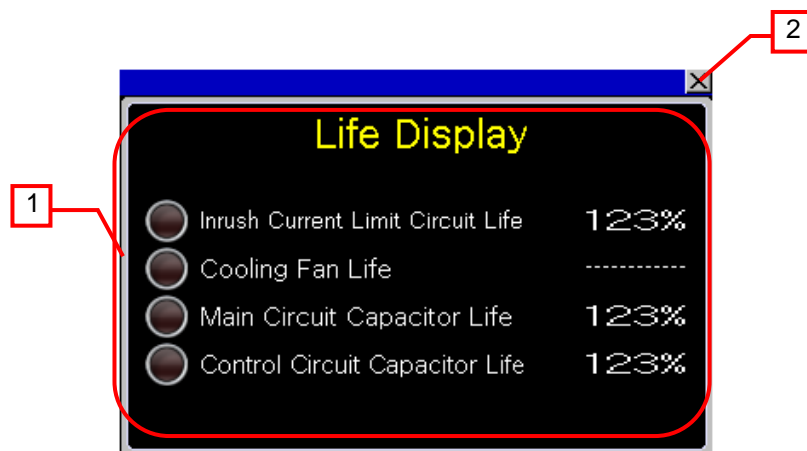 2
Life Display
1
Inrush Current Limit Circuit Life 123%
Cooling Fan Life ----------
Main Circuit Capacitor Life 123%
Control Circuit Capacitor Life 123%